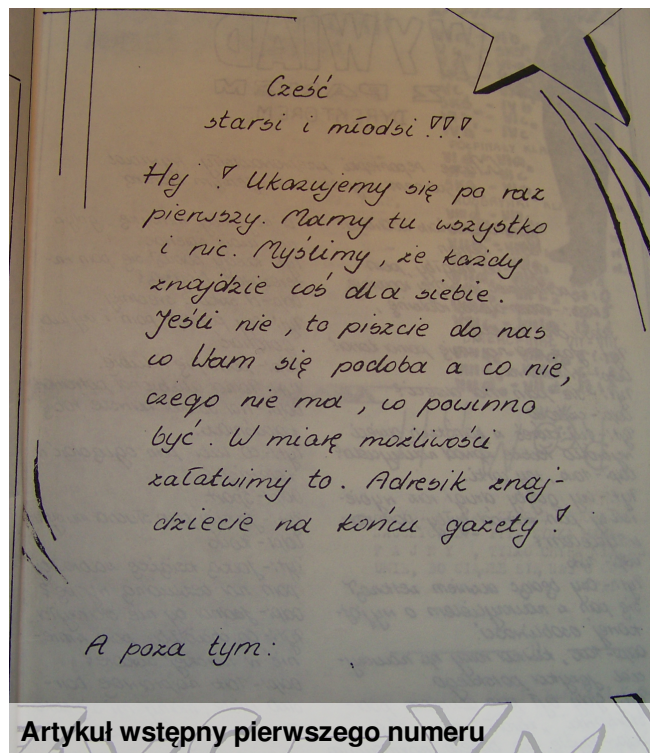 Cześć
starsi i młodsi !!!
Hej ! Ukazujemy się po raz
pierwszy. Mamy tu wszystko
i nic. Myślimy, że każdy
znajdzie coś dla siebie.
Jeśli nie, to piszcie do nas
co Wam się podoba a co nie,
czego nie ma, co powinno
być. W miarę możliwości
załatwimy to. Adresik znaj-
dziecie na końcu gazety !
A poza tym:
Artykuł wstępny pierwszego numeru